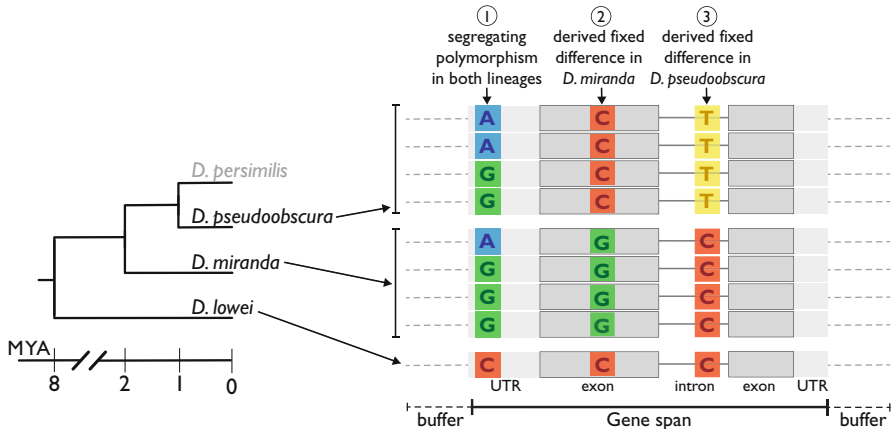 ① ② ③
segregating derived fixed derived fixed
polymorphism difference in difference in
in both lineages D. miranda D. pseudoobscura
A C T
A C T
G C T
G C T
A G C
G G C
G G C
G G C
C C C
D. persimilis
D. pseudoobscura
D. miranda
D. lowei
MYA
8 2 1 0
UTR exon intron exon UTR
buffer Gene span buffer